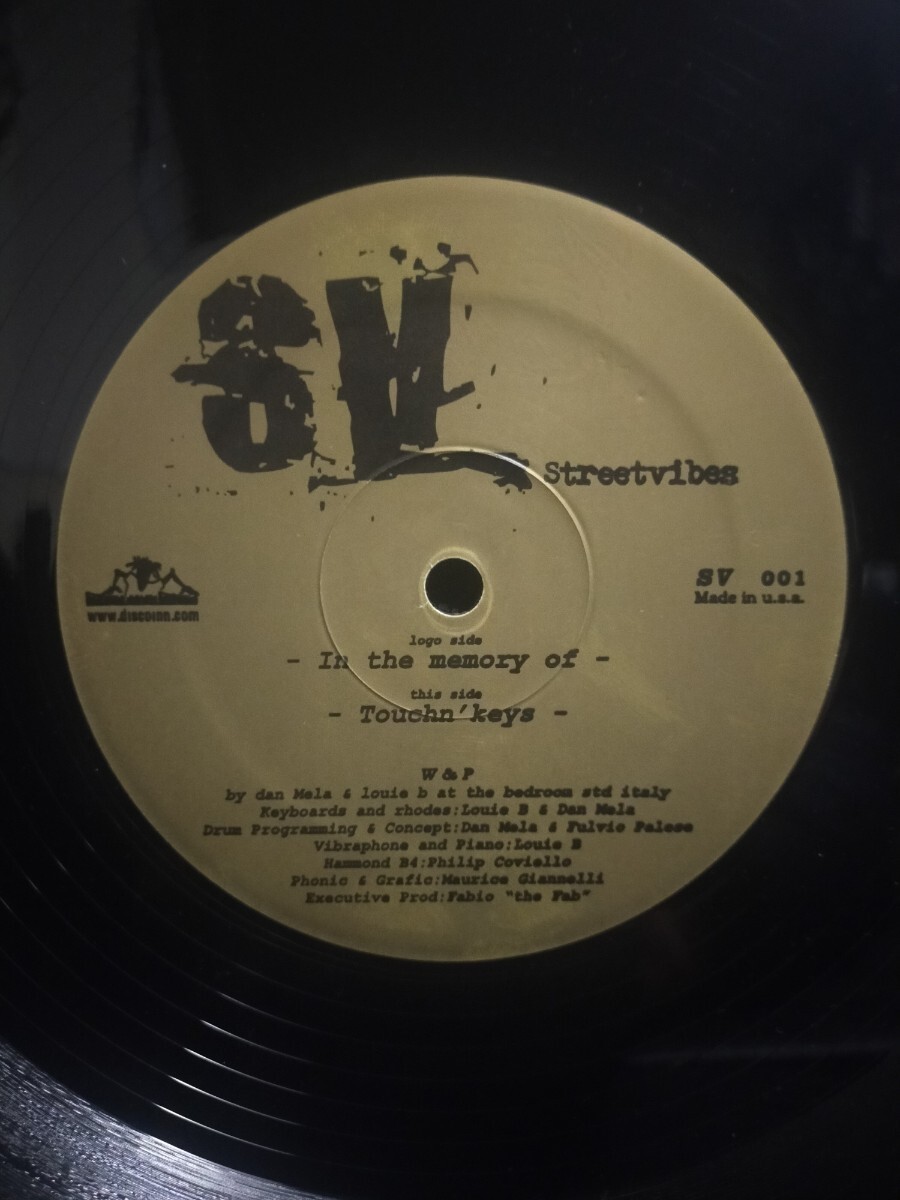 SV
Streetvibes
www.discoinn.com
SV 001
Made in u.s.a.
logo side
- In the memory of -
this side
- Touchn'keys -
W & P
by dan Mela & louie b at the bedroom std italy
Keyboards and rhodes:Louie B & Dan Mela
Drum Programming & Concept:Dan Mela & Fulvio Palese
Vibraphone and Piano:Louie B
Hammond B4:Philip Coviello
Phonic & Grafic:Maurice Giannelli
Executive Prod:Fabio "the Fab"